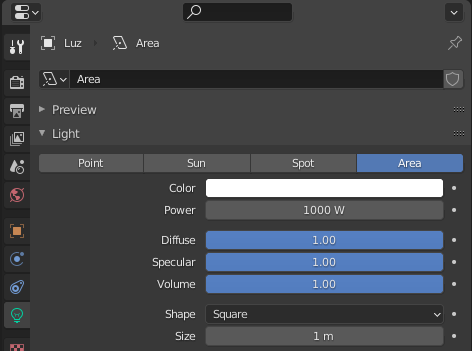 Luz Area
Area
Preview
Light
Point Sun Spot Area
Color
Power 1000 W
Diffuse 1.00
Specular 1.00
Volume 1.00
Shape Square
Size 1 m